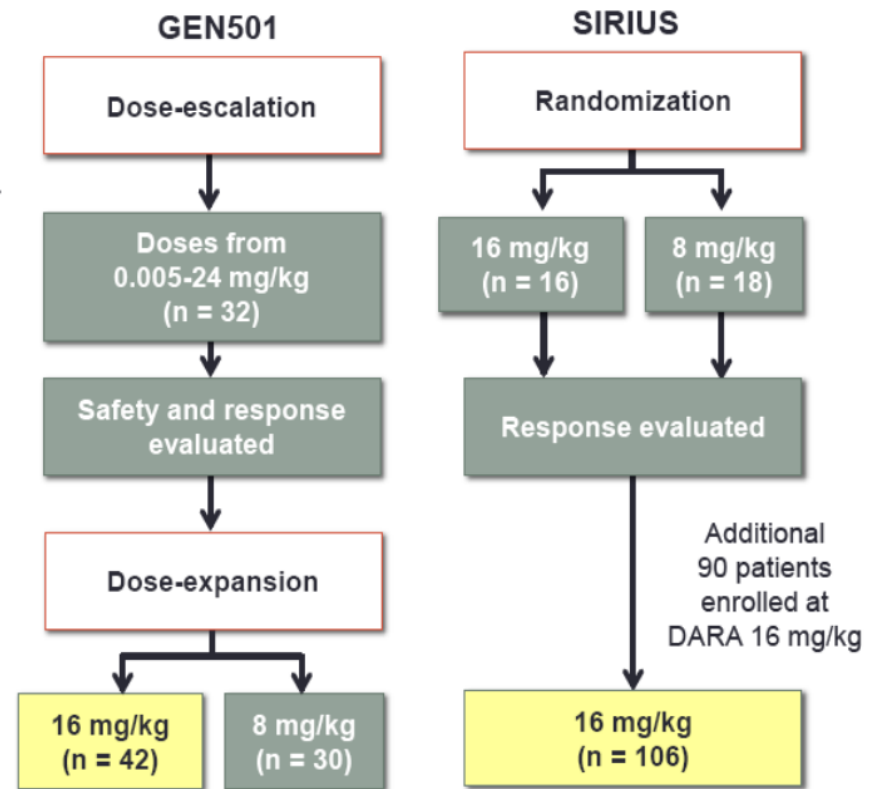 GEN501
Dose-escalation
Doses from
0.005-24 mg/kg
(n = 32)
Safety and response
evaluated
Dose-expansion
16 mg/kg
(n = 42)
8 mg/kg
(n = 30)
SIRIUS
Randomization
16 mg/kg
(n = 16)
8 mg/kg
(n = 18)
Response evaluated
Additional
90 patients
enrolled at
DARA 16 mg/kg
16 mg/kg
(n = 106)